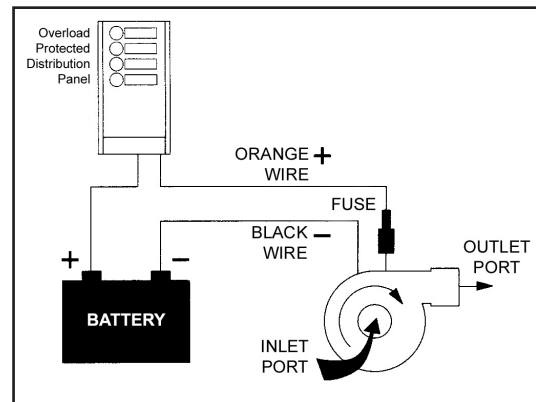 Overload
Protected
Distribution
Panel
ORANGE +
WIRE
FUSE
BLACK –
WIRE
OUTLET
PORT
+ –
BATTERY
INLET
PORT